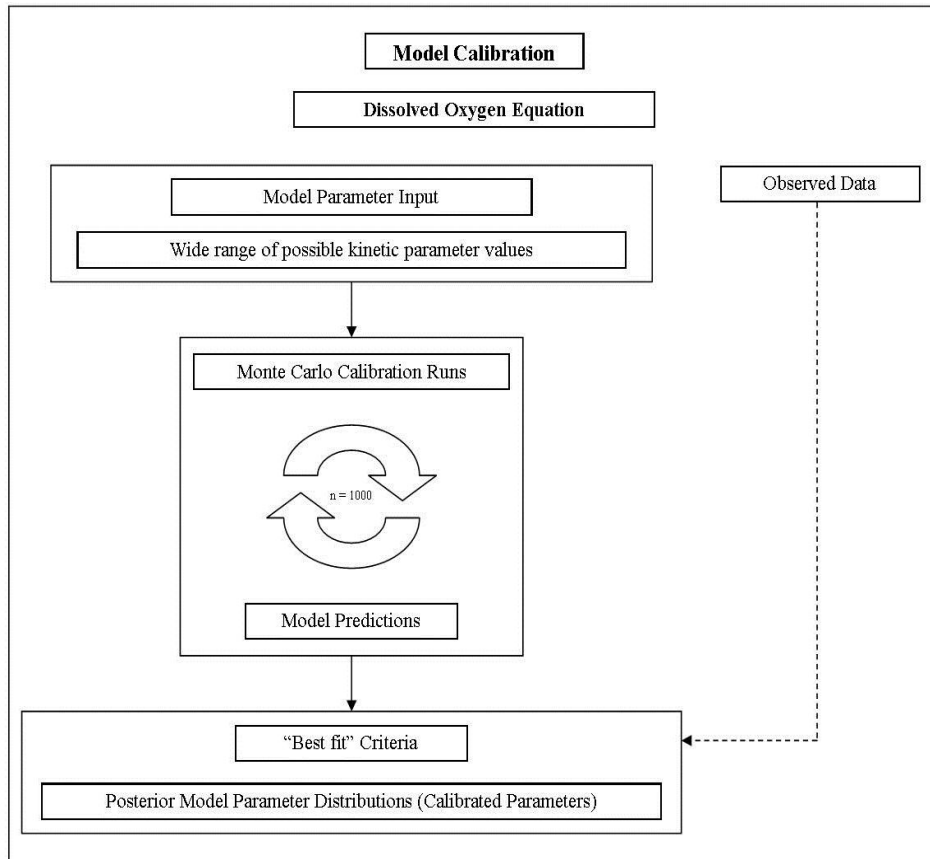 Model Calibration
Dissolved Oxygen Equation
Model Parameter Input
Observed Data
Wide range of possible kinetic parameter values
Monte Carlo Calibration Runs
n = 1000
Model Predictions
“Best fit” Criteria
Posterior Model Parameter Distributions (Calibrated Parameters)